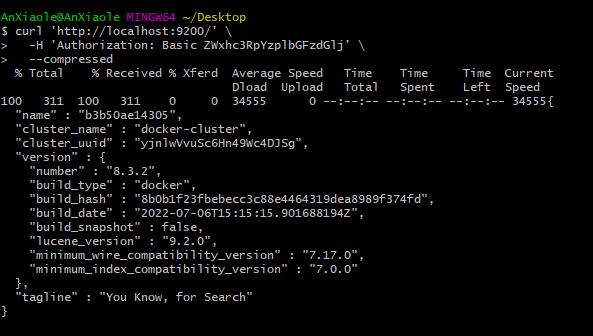 AnXiaole@AnXiaole MINGW64 ~/Desktop
$ curl 'http://localhost:9200/' \
>   -H 'Authorization: Basic ZWxhc3RpYzplbGFzdGlj' \
>   --compressed
  % Total    % Received % Xferd  Average Speed   Time    Time     Time  Current
                                 Dload  Upload   Total   Spent    Left  Speed
100   311  100   311    0     0  34555      0 --:--:-- --:--:-- --:--:-- 34555{
  "name" : "b3b50ae14305",
  "cluster_name" : "docker-cluster",
  "cluster_uuid" : "yjnlwVvuSc6Hn49Wc4DJSg",
  "version" : {
    "number" : "8.3.2",
    "build_type" : "docker",
    "build_hash" : "8b0b1f23fbebecc3c88e4464319dea8989f374fd",
    "build_date" : "2022-07-06T15:15:15.901688194Z",
    "build_snapshot" : false,
    "lucene_version" : "9.2.0",
    "minimum_wire_compatibility_version" : "7.17.0",
    "minimum_index_compatibility_version" : "7.0.0"
  },
  "tagline" : "You Know, for Search"
}